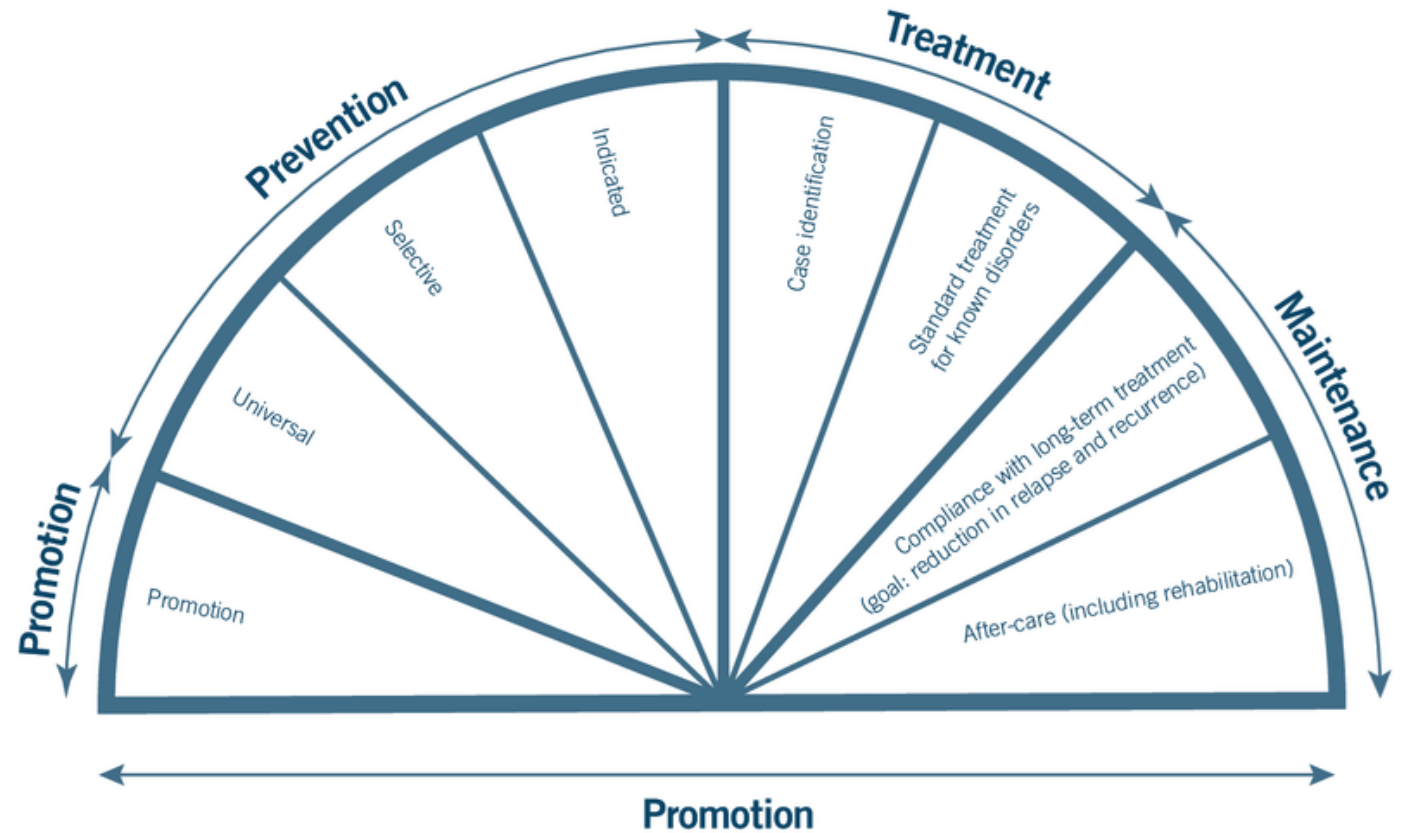 Promotion
Prevention
Treatment
Maintenance
Promotion
Universal
Selective
Indicated
Case identification
Standard treatment
for known disorders
Compliance with long-term treatment
(goal: reduction in relapse and recurrence)
After-care (including rehabilitation)
Promotion